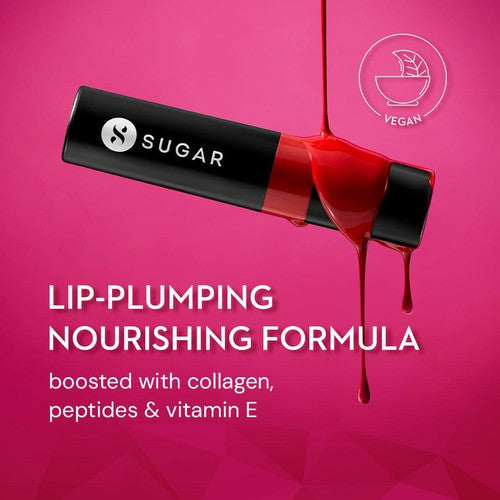 VEGAN
SUGAR
LIP-PLUMPING
NOURISHING FORMULA
boosted with collagen,
peptides & vitamin E